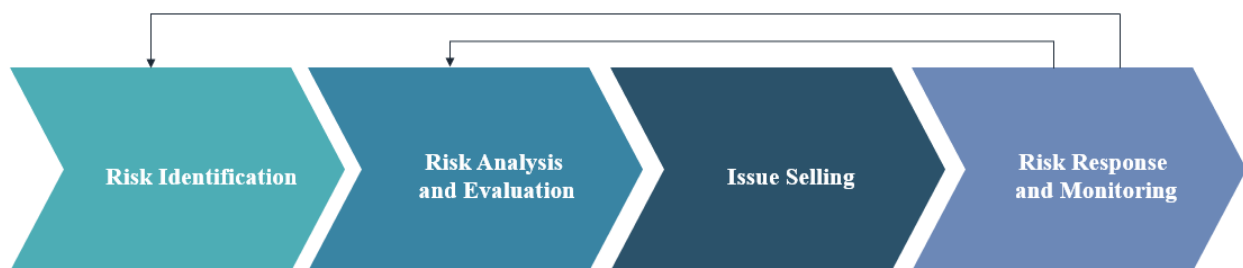 Risk Identification
Risk Analysis
and Evaluation
Issue Selling
Risk Response
and Monitoring